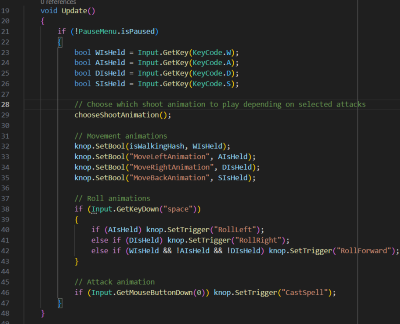 0 references
19 void Update()
20 {
21 if (!PauseMenu.isPaused)
22 {
23 bool WIsHeld = Input.GetKey(KeyCode.W);
24 bool AIsHeld = Input.GetKey(KeyCode.A);
25 bool DIsHeld = Input.GetKey(KeyCode.D);
26 bool SIsHeld = Input.GetKey(KeyCode.S);
27
28 // Choose which shoot animation to play depending on selected attacks
29 chooseShootAnimation();
30
31 // Movement animations
32 knop.SetBool(isWalkingHash, WIsHeld);
33 knop.SetBool("MoveLeftAnimation", AIsHeld);
34 knop.SetBool("MoveRightAnimation", DIsHeld);
35 knop.SetBool("MoveBackAnimation", SIsHeld);
36
37 // Roll animations
38 if (Input.GetKeyDown("space"))
39 {
40 if (AIsHeld) knop.SetTrigger("RollLeft");
41 else if (DIsHeld) knop.SetTrigger("RollRight");
42 else if (WIsHeld && !AIsHeld && !DIsHeld) knop.SetTrigger("RollForward");
43 }
44
45 // Attack animation
46 if (Input.GetMouseButtonDown(0)) knop.SetTrigger("CastSpell");
47 }
48 }